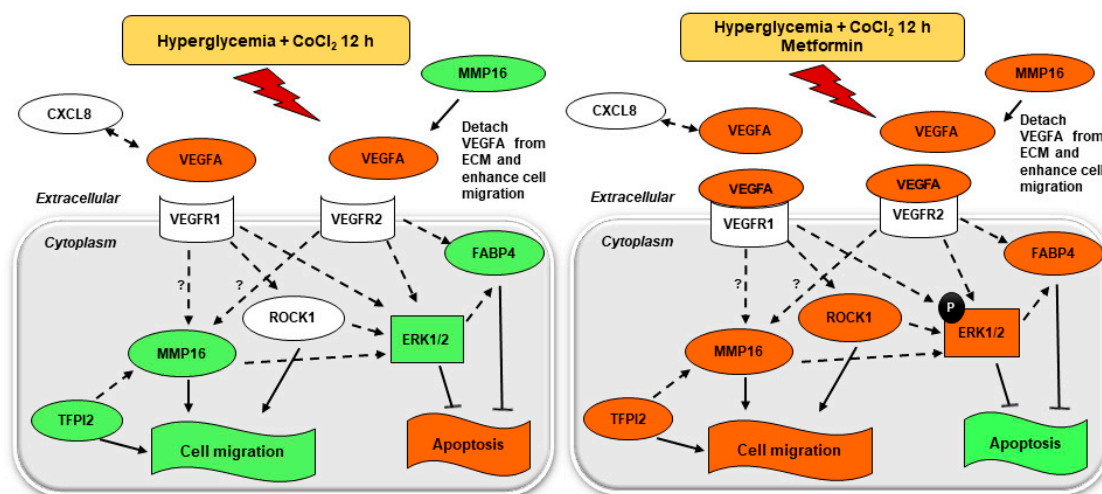 Hyperglycemia + CoCl₂ 12 h
MMP16
CXCL8
VEGFA
VEGFA
Detach
VEGFA from
ECM and
enhance cell
migration
Extracellular
VEGFR1
VEGFR2
Cytoplasm
FABP4
?
?
ROCK1
ERK1/2
MMP16
TFPI2
Cell migration
Apoptosis
Hyperglycemia + CoCl₂ 12 h
Metformin
MMP16
CXCL8
VEGFA
VEGFA
Detach
VEGFA from
ECM and
enhance cell
migration
VEGFA
VEGFA
Extracellular
VEGFR1
VEGFR2
Cytoplasm
FABP4
?
?
P
ROCK1
ERK1/2
MMP16
TFPI2
Cell migration
Apoptosis